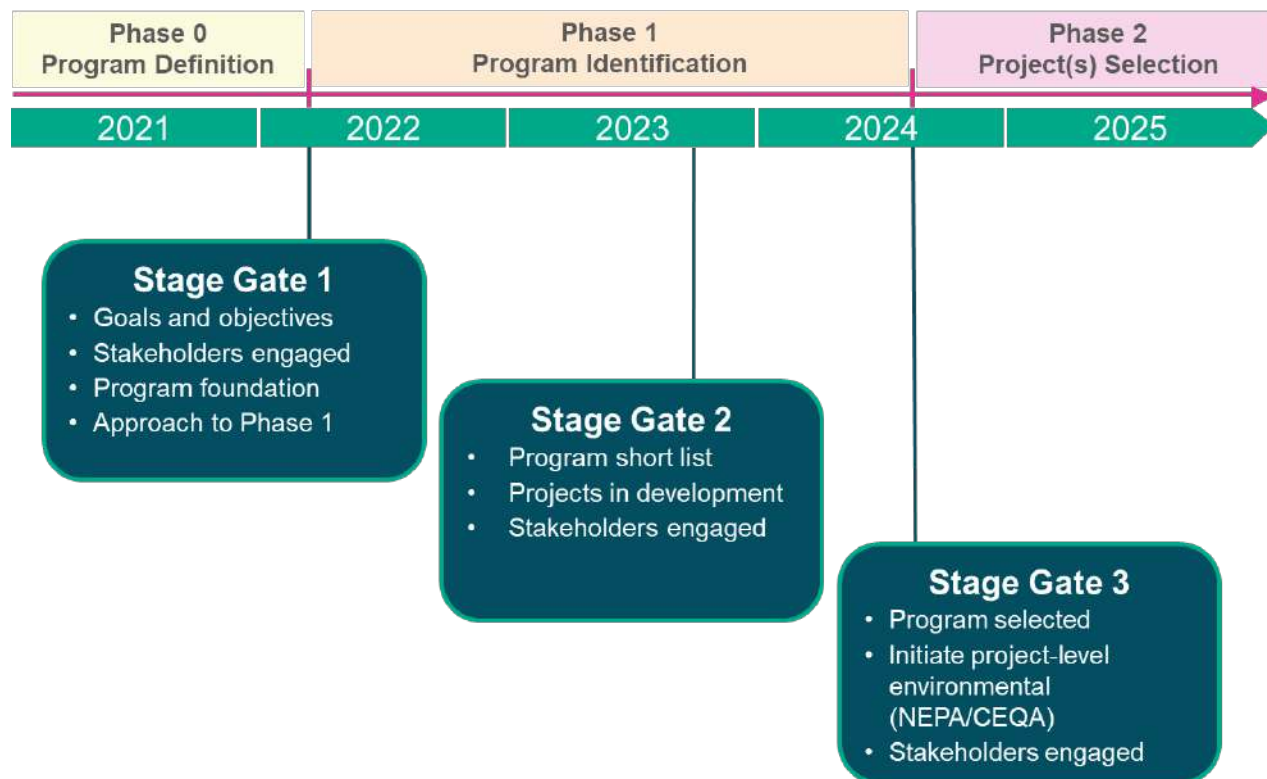 Phase 0
Program Definition
Phase 1
Program Identification
Phase 2
Project(s) Selection
2021
2022
2023
2024
2025
Stage Gate 1
• Goals and objectives
• Stakeholders engaged
• Program foundation
• Approach to Phase 1
Stage Gate 2
• Program short list
• Projects in development
• Stakeholders engaged
Stage Gate 3
• Program selected
• Initiate project-level
environmental
(NEPA/CEQA)
• Stakeholders engaged